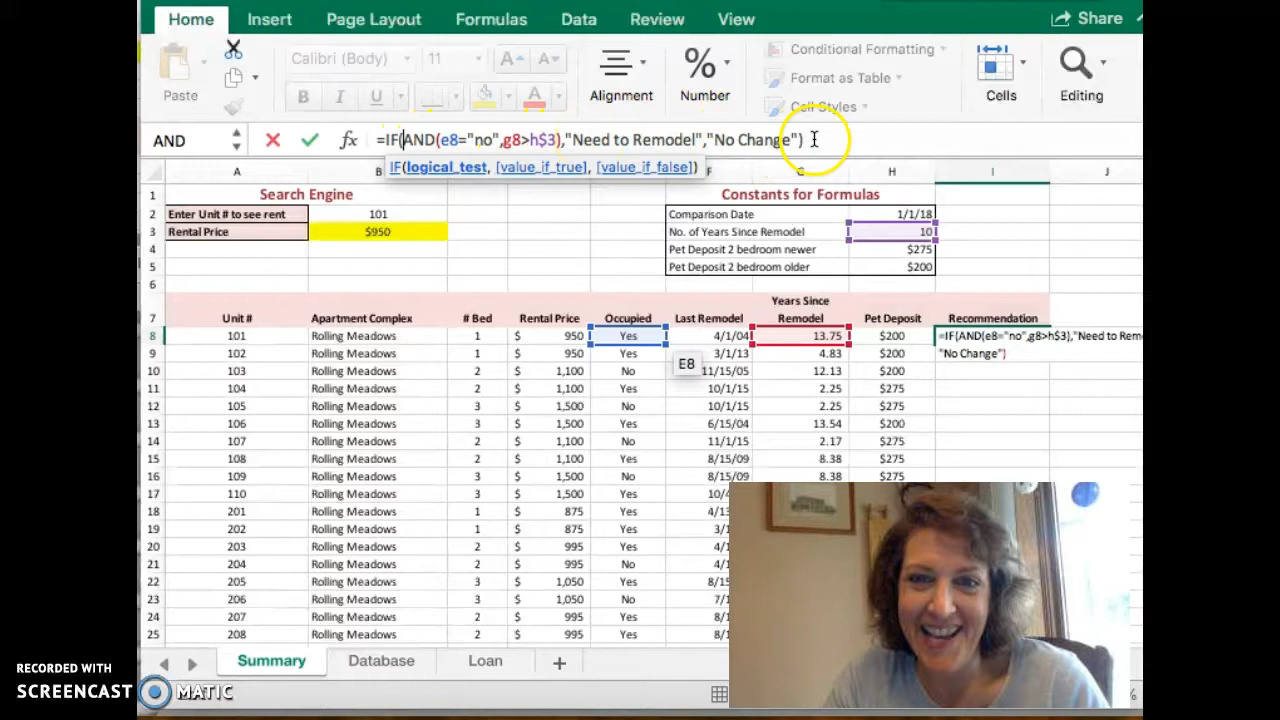 Home Insert Page Layout Formulas Data Review View Share
Calibri (Body) 11 Conditional Formatting
Format as Table
Paste B I U A Alignment % Number Cell Styles Cells Editing
AND fx =IF(AND(e8="no",g8>h$3),"Need to Remodel","No Change")
IF(logical_test, [value_if_true], [value_if_false])
A B F G H I J
1 Search Engine Constants for Formulas
2 Enter Unit # to see rent 101 Comparison Date 1/1/18
3 Rental Price $950 No. of Years Since Remodel 10
4 Pet Deposit 2 bedroom newer $275
5 Pet Deposit 2 bedroom older $200
6
Years Since
7 Unit # Apartment Complex # Bed Rental Price Occupied Last Remodel Remodel Pet Deposit Recommendation
8 101 Rolling Meadows 1 $ 950 Yes 4/1/04 13.75 $200 =IF(AND(e8="no",g8>h$3),"Need to Rem
9 102 Rolling Meadows 1 $ 950 Yes 3/1/13 4.83 $200 "No Change")
E8
10 103 Rolling Meadows 2 $ 1,100 No 11/15/05 12.13 $200
11 104 Rolling Meadows 2 $ 1,100 Yes 10/1/15 2.25 $275
12 105 Rolling Meadows 3 $ 1,500 No 10/1/15 2.25 $275
13 106 Rolling Meadows 3 $ 1,500 Yes 6/15/04 13.54 $200
14 107 Rolling Meadows 2 $ 1,100 No 11/1/15 2.17 $275
15 108 Rolling Meadows 2 $ 1,100 Yes 8/15/09 8.38 $275
16 109 Rolling Meadows 3 $ 1,500 No 8/15/09 8.38 $275
17 110 Rolling Meadows 3 $ 1,500 Yes 10/
18 201 Rolling Meadows 1 $ 875 Yes 4/1
19 202 Rolling Meadows 1 $ 875 Yes 3/1
20 203 Rolling Meadows 2 $ 995 Yes 4/
21 204 Rolling Meadows 2 $ 995 No 4/
22 205 Rolling Meadows 3 $ 1,050 Yes 8/15
23 206 Rolling Meadows 3 $ 1,050 No 7/
24 207 Rolling Meadows 2 $ 995 Yes 8/
25 208 Rolling Meadows 2 $ 995 Yes 8/
Summary Database Loan
RECORDED WITH
SCREENCAST MATIC